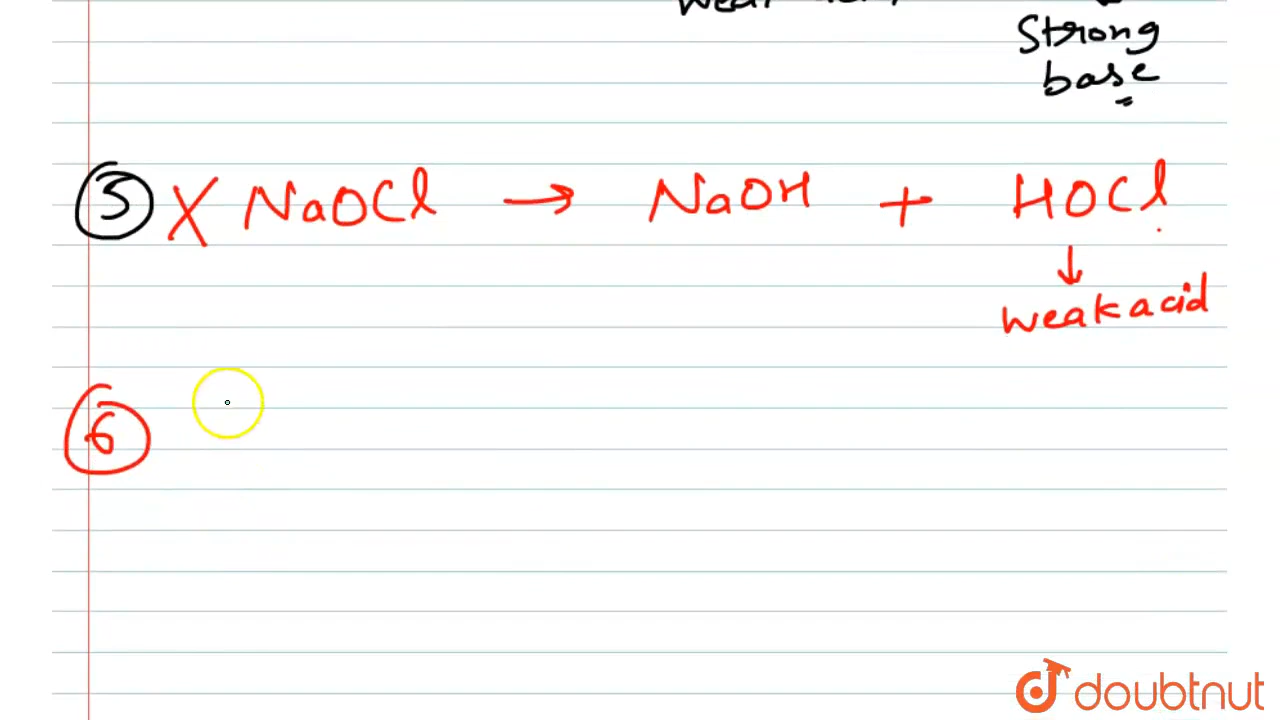 Strong
base
5 X NaOCl → NaOH + HOCl
↓
weak acid
6
doubtnut